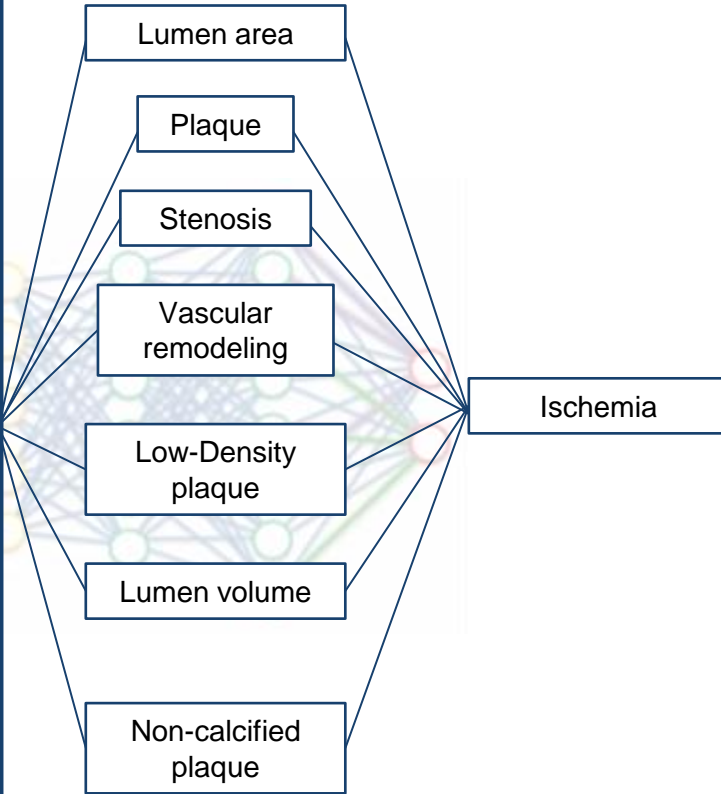 Lumen area
Plaque
Stenosis
Vascular
remodeling
Ischemia
Low-Density
plaque
Lumen volume
Non-calcified
plaque